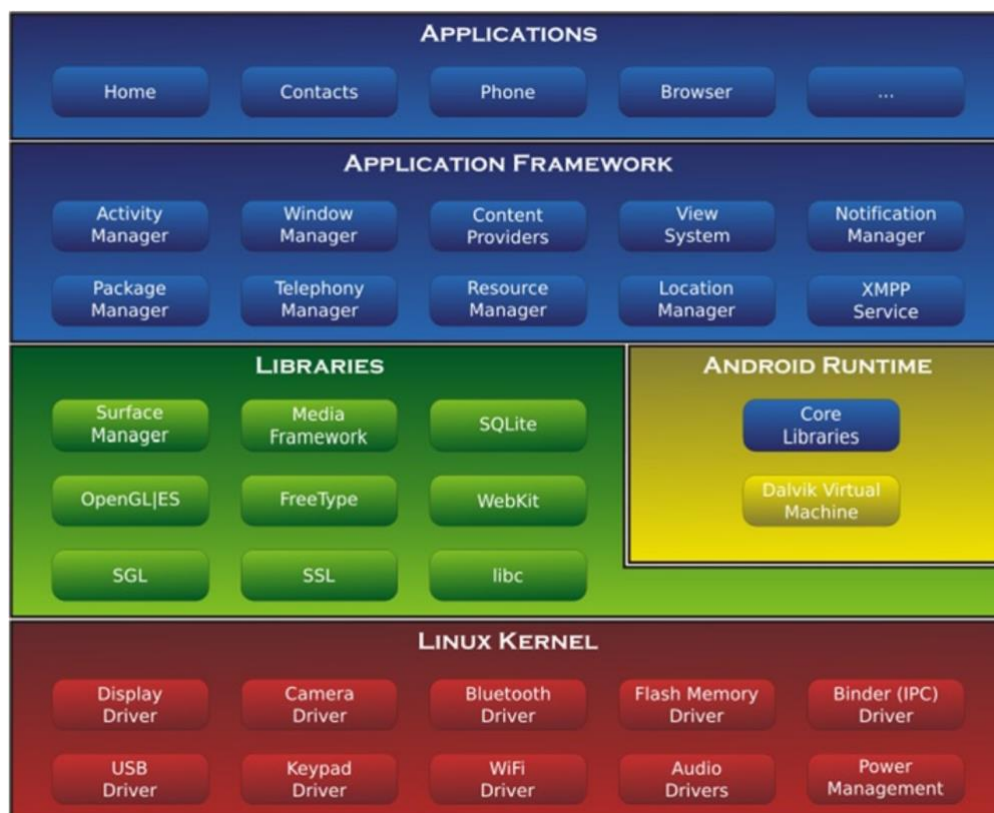 APPLICATIONS
Home
Contacts
Phone
Browser
...
APPLICATION FRAMEWORK
Activity
Manager
Window
Manager
Content
Providers
View
System
Notification
Manager
Package
Manager
Telephony
Manager
Resource
Manager
Location
Manager
XMPP
Service
LIBRARIES
Surface
Manager
Media
Framework
SQLite
OpenGL|ES
FreeType
WebKit
SGL
SSL
libc
ANDROID RUNTIME
Core
Libraries
Dalvik Virtual
Machine
LINUX KERNEL
Display
Driver
Camera
Driver
Bluetooth
Driver
Flash Memory
Driver
Binder (IPC)
Driver
USB
Driver
Keypad
Driver
WiFi
Driver
Audio
Drivers
Power
Management